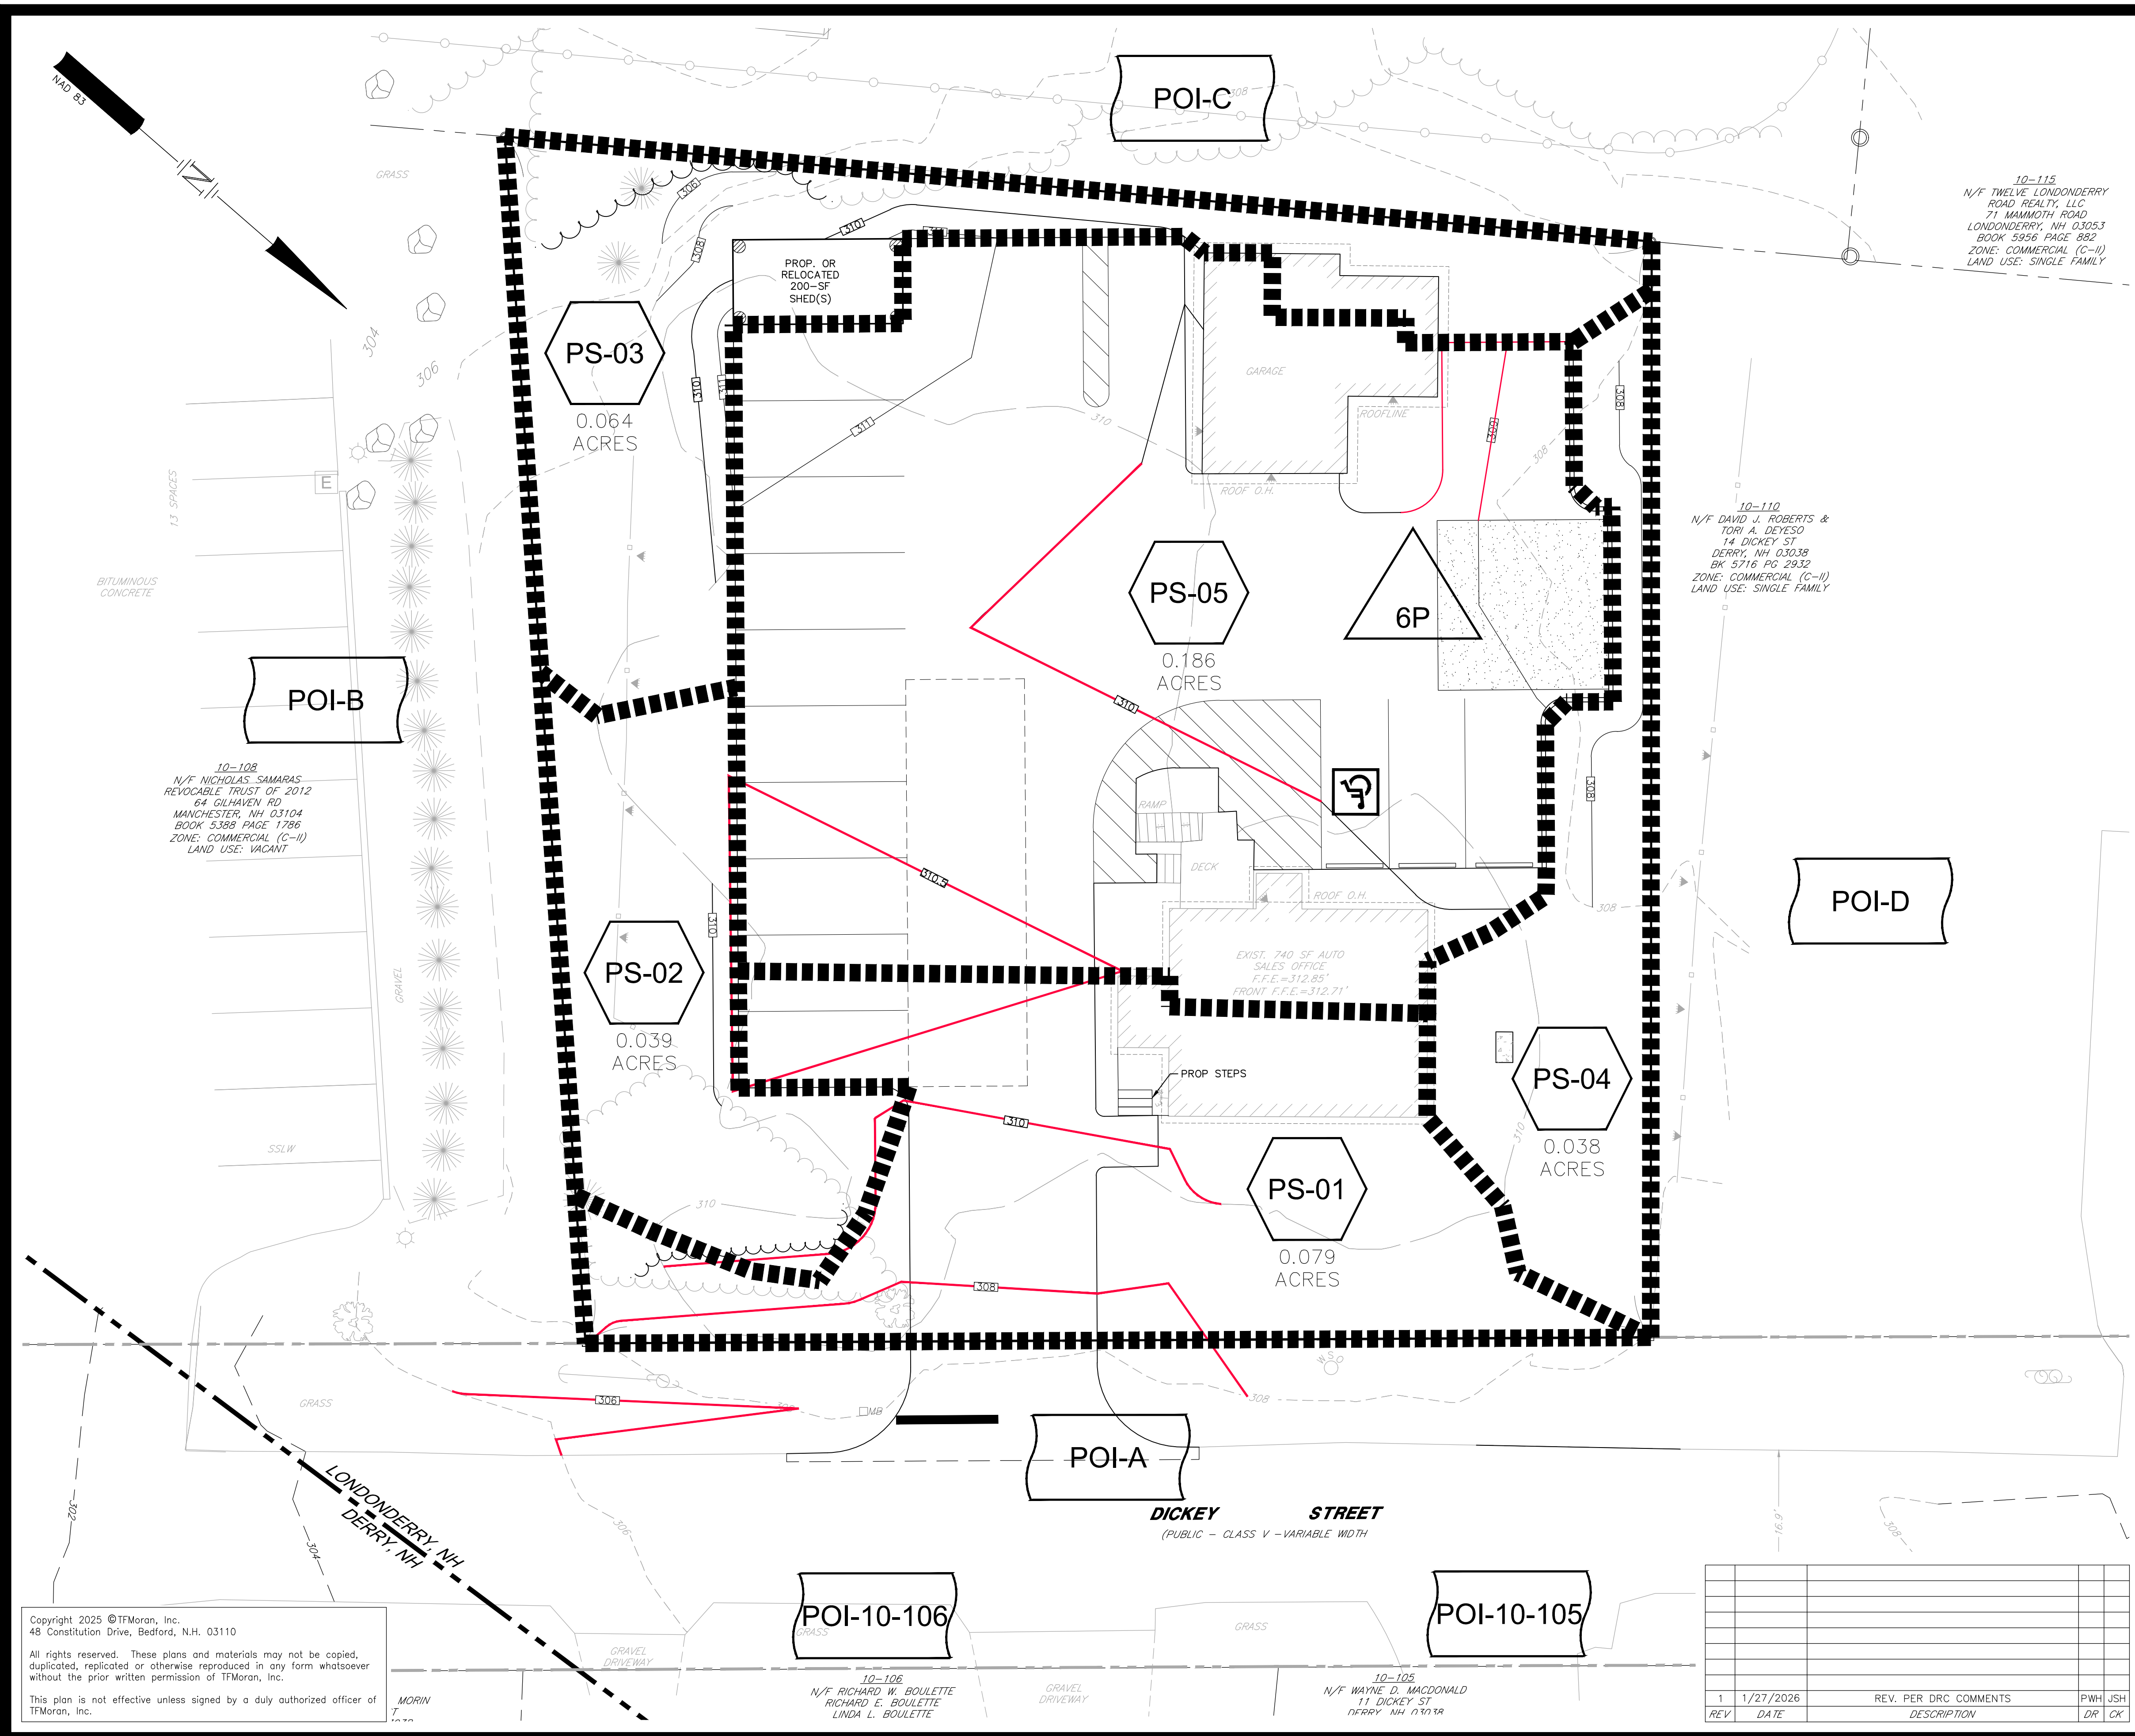 NAD 83
N
POI-C
308
GRASS
10-115
N/F TWELVE LONDONDERRY
ROAD REALTY, LLC
71 MAMMOTH ROAD
LONDONDERRY, NH 03053
BOOK 5956 PAGE 882
ZONE: COMMERCIAL (C-II)
LAND USE: SINGLE FAMILY
306
308
310
PROP. OR
RELOCATED
200-SF
SHED(S)
304
306
PS-03
0.064
ACRES
310
311
310
GARAGE
ROOFLINE
ROOF O.H.
309
308
308
13 SPACES
E
BITUMINOUS
CONCRETE
10-110
N/F DAVID J. ROBERTS &
TORI A. DEYESO
14 DICKEY ST
DERRY, NH 03038
BK 5716 PG 2932
ZONE: COMMERCIAL (C-II)
LAND USE: SINGLE FAMILY
PS-05
0.186
ACRES
6P
POI-B
310
10-108
N/F NICHOLAS SAMARAS
REVOCABLE TRUST OF 2012
64 GILHAVEN RD
MANCHESTER, NH 03104
BOOK 5388 PAGE 1786
ZONE: COMMERCIAL (C-II)
LAND USE: VACANT
308
RAMP
DECK
310.5
ROOF O.H.
308
POI-D
310
GRAVEL
PS-02
0.039
ACRES
EXIST. 740 SF AUTO
SALES OFFICE
F.F.E.=312.85'
FRONT F.F.E.=312.71'
PROP STEPS
PS-04
0.038
ACRES
310
SSLW
310
310
PS-01
0.079
ACRES
308
WSO
GRASS
306
308
MB
308
POI-A
DICKEY STREET
(PUBLIC - CLASS V -VARIABLE WIDTH
16.9'
308
302
304
306
LONDONDERRY, NH
DERRY, NH
POI-10-106
GRASS
GRAVEL
DRIVEWAY
GRASS
POI-10-105
10-106
N/F RICHARD W. BOULETTE
RICHARD E. BOULETTE
LINDA L. BOULETTE
GRAVEL
DRIVEWAY
10-105
N/F WAYNE D. MACDONALD
11 DICKEY ST
DERRY, NH 03038
MORIN
Copyright 2025 ©TFMoran, Inc.
48 Constitution Drive, Bedford, N.H. 03110
All rights reserved. These plans and materials may not be copied,
duplicated, replicated or otherwise reproduced in any form whatsoever
without the prior written permission of TFMoran, Inc.
This plan is not effective unless signed by a duly authorized officer of
TFMoran, Inc.
1 1/27/2026 REV. PER DRC COMMENTS PWH JSH
REV DATE DESCRIPTION DR CK